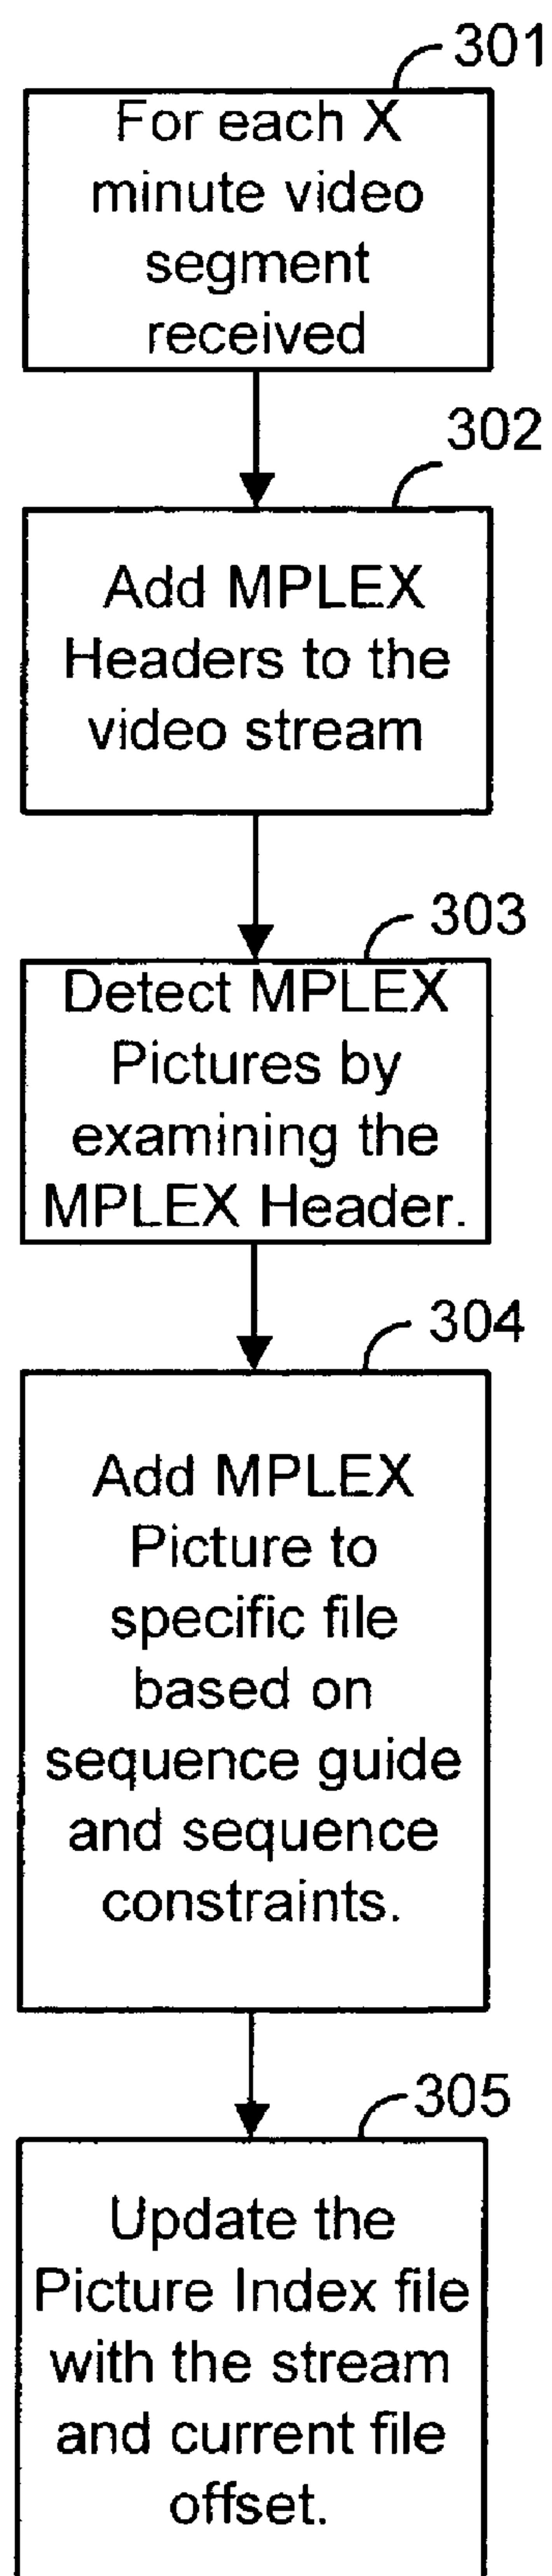 301
For each X
minute video
segment
received
302
Add MPLEX
Headers to the
video stream
303
Detect MPLEX
Pictures by
examining the
MPLEX Header.
304
Add MPLEX
Picture to
specific file
based on
sequence guide
and sequence
constraints.
305
Update the
Picture Index file
with the stream
and current file
offset.